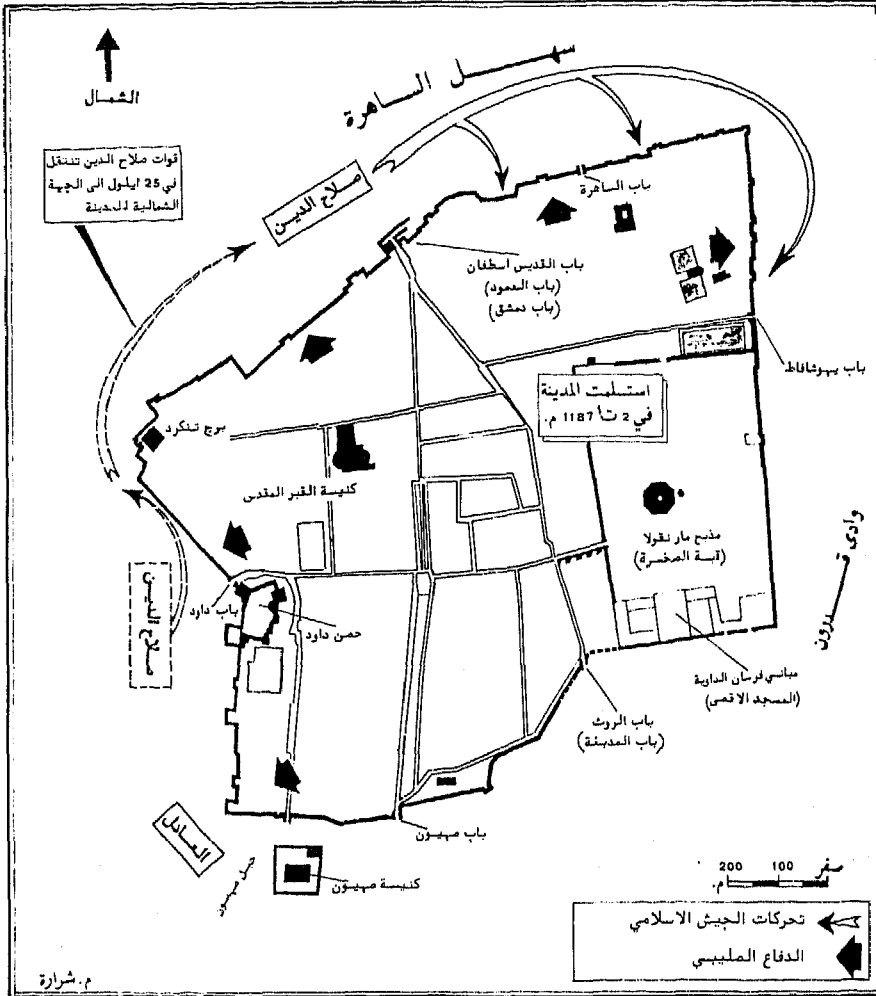 سهل الساهرة
الشمال
قوات صلاح الدين تنتقل
في 25 ايلول الى الجهة
الشمالية للمدينة
صلاح الدين
باب الساهرة
باب القديس اسطفان
(باب العمود)
(باب دمشق)
باب يهوشافاط
استسلمت المدينة
في 2 ت١ 1187 م.
برج تنكرد
كنيسة القبر المقدس
مذبح مار نقولا
(قبة الصخرة)
وادي قدرون
صلاح الدين
باب داود
حصن داود
مباني فرسان الداوية
(المسجد الاقصى)
باب الروث
(باب المدبغة)
باب صهيون
العادل
جبل صهيون
كنيسة صهيون
صفر 100 200
م.
تحركات الجيش الاسلامي
الدفاع الصليبي
م. شرارة